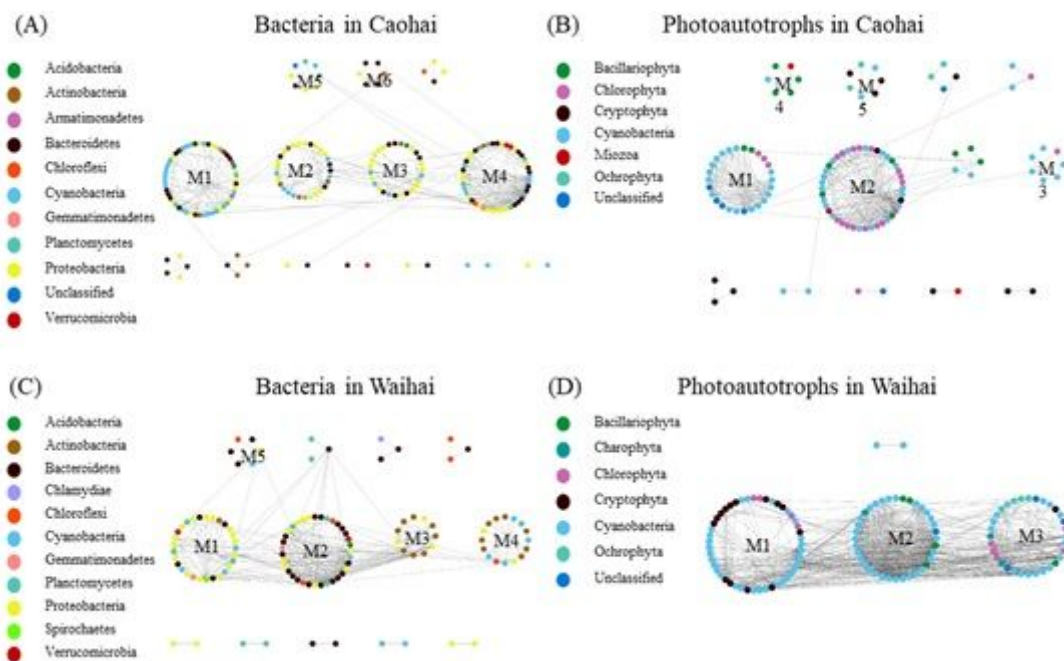 (A) Bacteria in Caohai
Acidobacteria
Actinobacteria
Armatimonadetes
Bacteroidetes
Chloroflexi
Cyanobacteria
Gemmatimonadetes
Planctomycetes
Proteobacteria
Unclassified
Verrucomicrobia
M5 M6
M1 M2 M3 M4
(B) Photoautotrophs in Caohai
Bacillariophyta
Chlorophyta
Cryptophyta
Cyanobacteria
Miozoa
Ochrophyta
Unclassified
M M
4 5
M1 M2 M
3
(C) Bacteria in Waihai
Acidobacteria
Actinobacteria
Bacteroidetes
Chlamydiae
Chloroflexi
Cyanobacteria
Gemmatimonadetes
Planctomycetes
Proteobacteria
Spirochaetes
Verrucomicrobia
M5
M1 M2 M3 M4
(D) Photoautotrophs in Waihai
Bacillariophyta
Charophyta
Chlorophyta
Cryptophyta
Cyanobacteria
Ochrophyta
Unclassified
M1 M2 M3